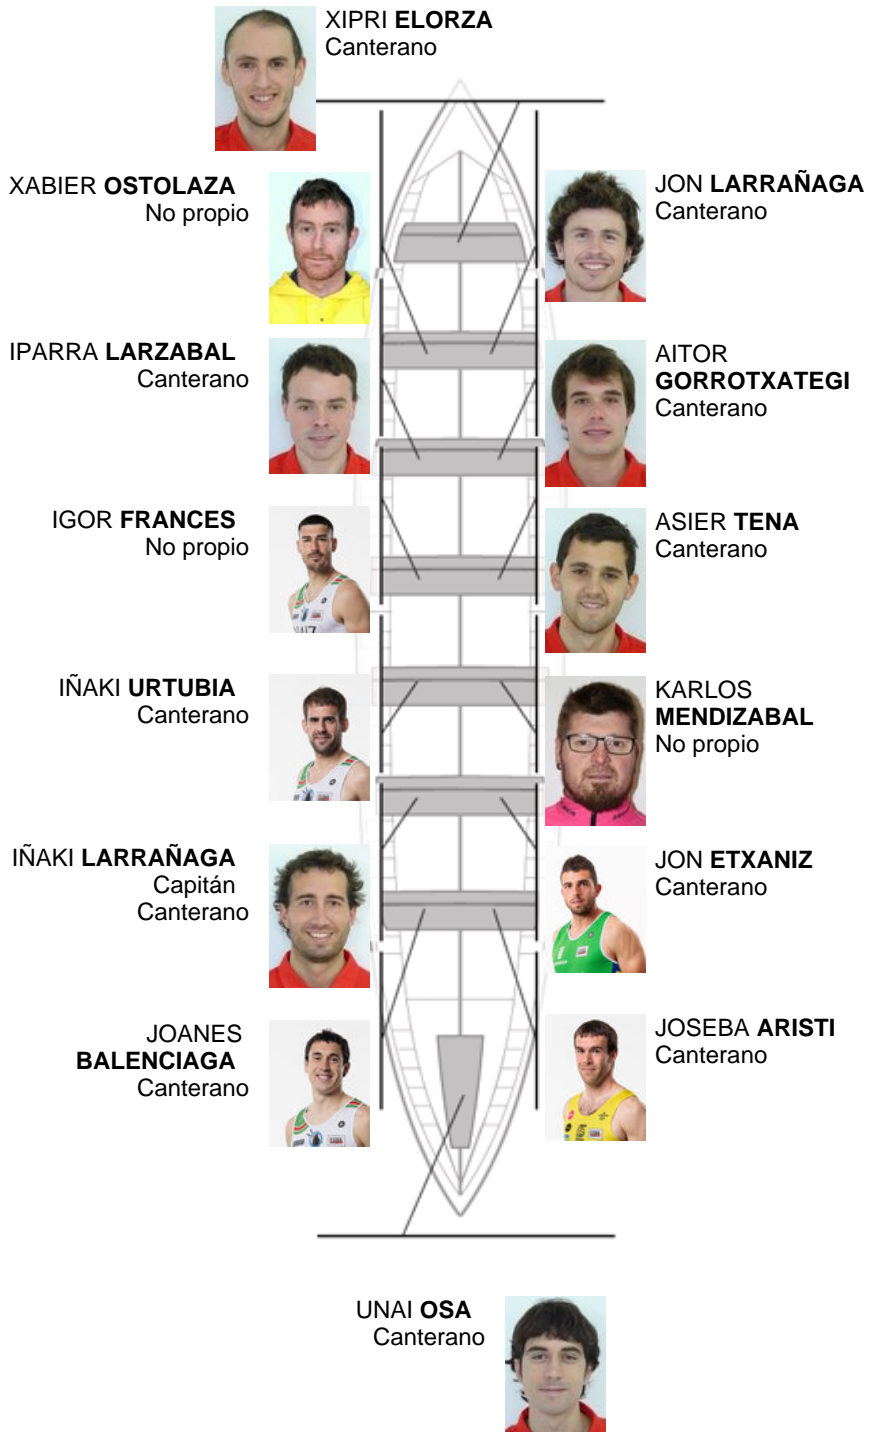 XIPRI ELORZA
Canterano
XABIER OSTOLAZA
No propio
JON LARRAÑAGA
Canterano
IPARRA LARZABAL
Canterano
AITOR
GORROTXATEGI
Canterano
IGOR FRANCES
No propio
ASIER TENA
Canterano
IÑAKI URTUBIA
Canterano
KARLOS
MENDIZABAL
No propio
IÑAKI LARRAÑAGA
Capitán
Canterano
JON ETXANIZ
Canterano
JOANES
BALENCIAGA
Canterano
JOSEBA ARISTI
Canterano
UNAI OSA
Canterano